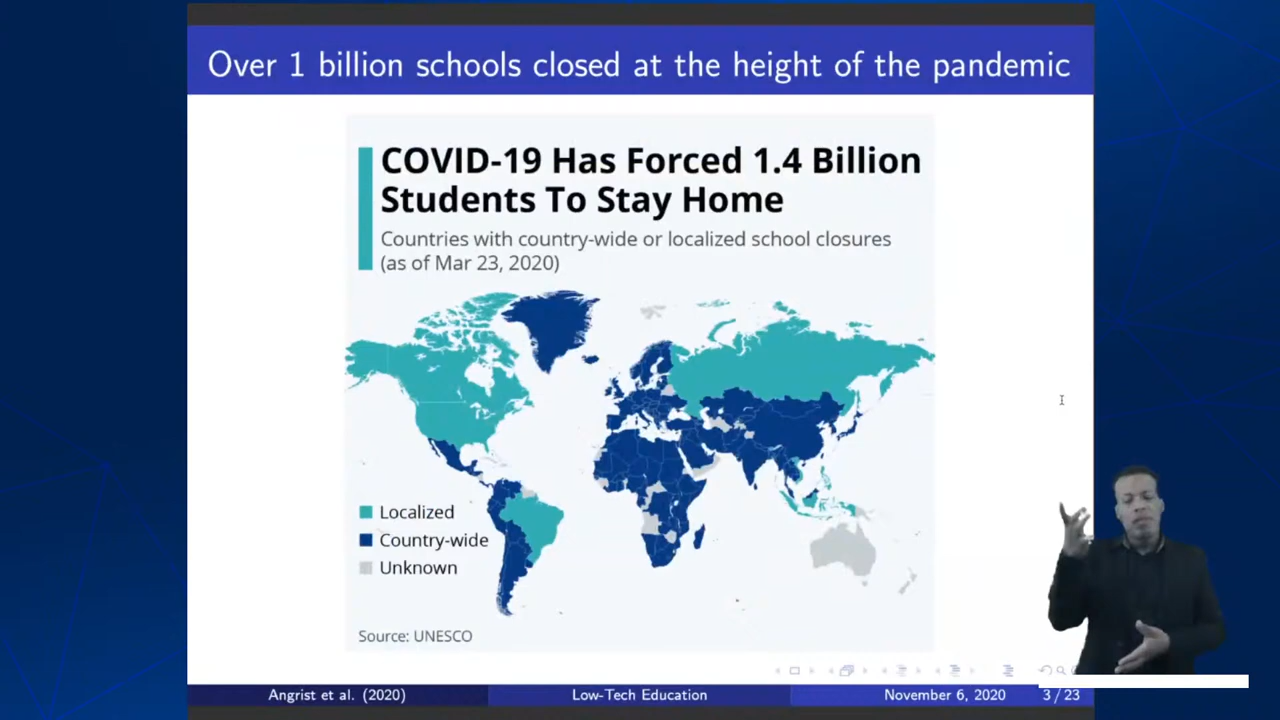 Over 1 billion schools closed at the height of the pandemic
COVID-19 Has Forced 1.4 Billion
Students To Stay Home
Countries with country-wide or localized school closures
(as of Mar 23, 2020)
Localized
Country-wide
Unknown
Source: UNESCO
Angrist et al. (2020) Low-Tech Education November 6, 2020 3 / 23